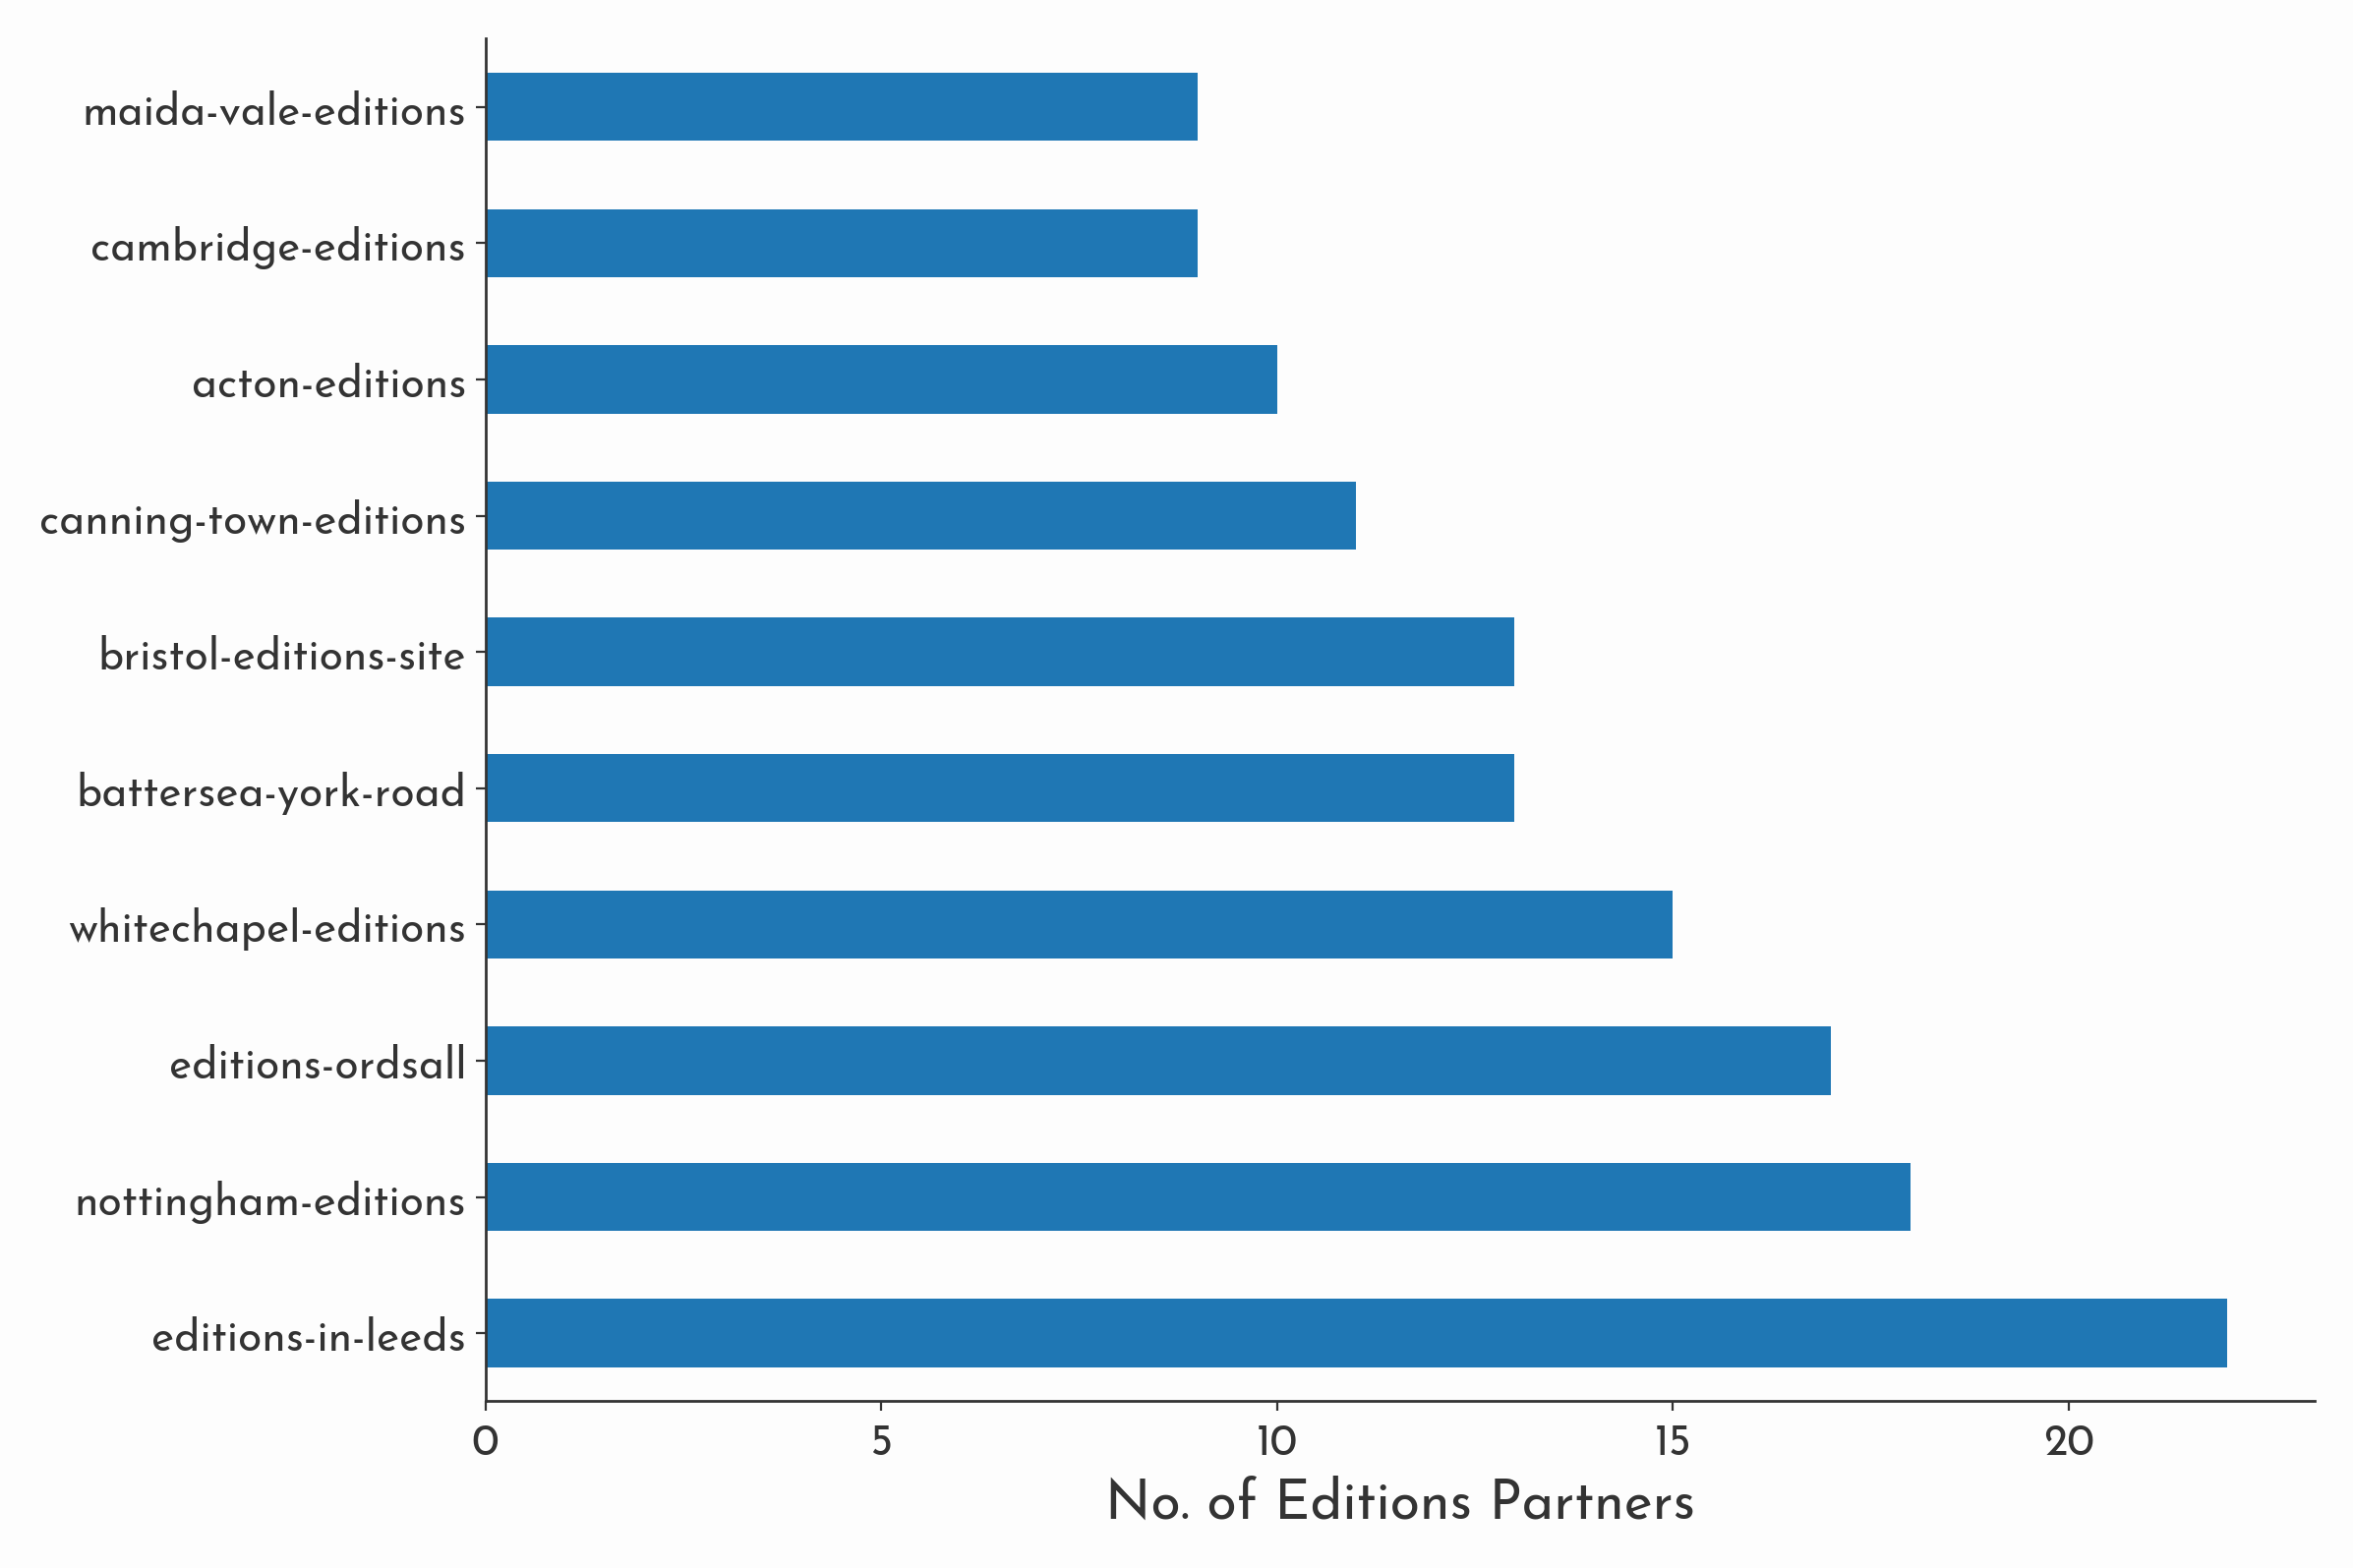 maida-vale-editions
cambridge-editions
acton-editions
canning-town-editions
bristol-editions-site
battersea-york-road
whitechapel-editions
editions-ordsall
nottingham-editions
editions-in-leeds
0 5 10 15 20
No. of Editions Partners